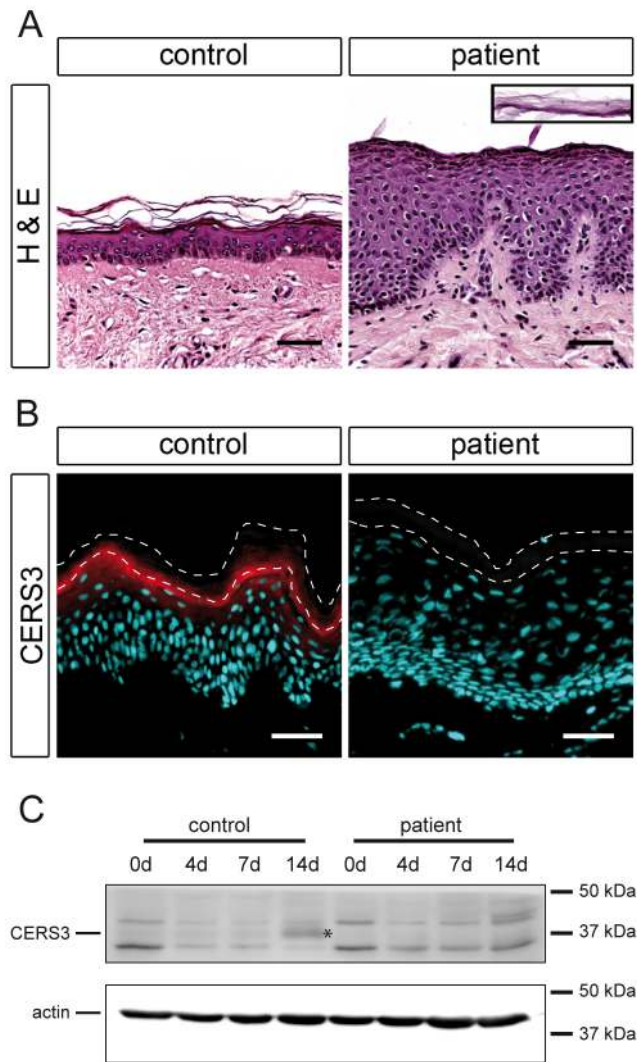 A
control patient
H & E
B
control patient
CERS3
C
control patient
0d 4d 7d 14d 0d 4d 7d 14d
50 kDa
CERS3 * 37 kDa
50 kDa
actin
37 kDa